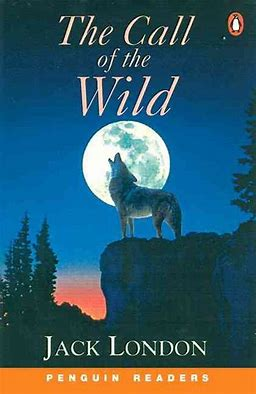 The Call
of the
Wild
JACK LONDON
PENGUIN READERS